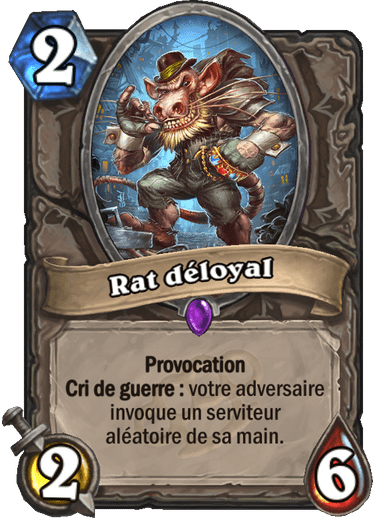 2
Rat déloyal
Provocation
Cri de guerre : votre adversaire
invoque un serviteur
aléatoire de sa main.
2 6